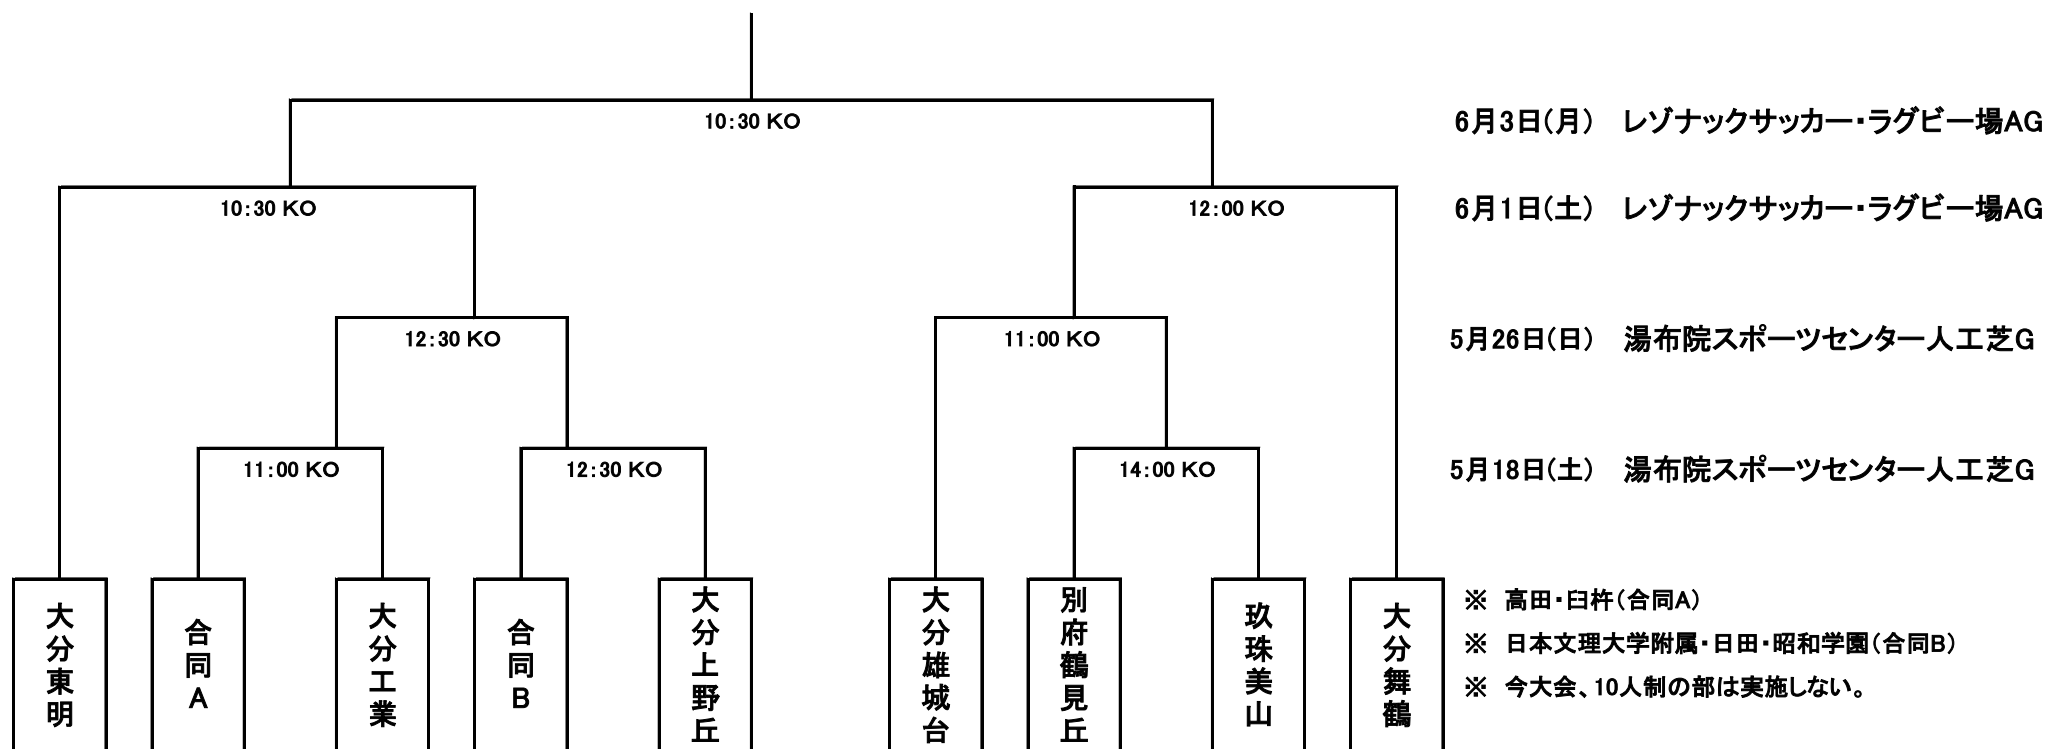 10:30 KO
6月3日(月)　レゾナックサッカー・ラグビー場AG
10:30 KO
12:00 KO
6月1日(土)　レゾナックサッカー・ラグビー場AG
12:30 KO
11:00 KO
5月26日(日)　湯布院スポーツセンター人工芝G
11:00 KO
12:30 KO
14:00 KO
5月18日(土)　湯布院スポーツセンター人工芝G
大分東明
合同A
大分工業
合同B
大分上野丘
大分雄城台
別府鶴見丘
玖珠美山
大分舞鶴
※　高田・臼杵(合同A)
※　日本文理大学附属・日田・昭和学園(合同B)
※　今大会、10人制の部は実施しない。